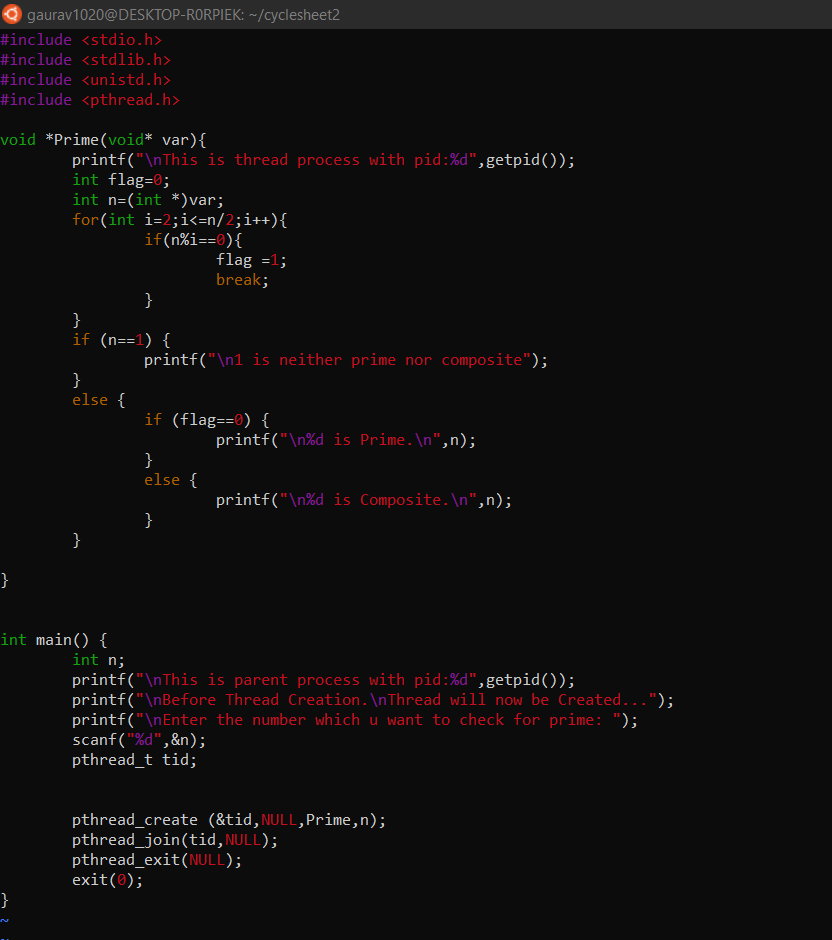 gaurav1020@DESKTOP-R0RPIEK: ~/cyclesheet2
#include <stdio.h>
#include <stdlib.h>
#include <unistd.h>
#include <pthread.h>

void *Prime(void* var){
        printf("\nThis is thread process with pid:%d",getpid());
        int flag=0;
        int n=(int *)var;
        for(int i=2;i<=n/2;i++){
                if(n%i==0){
                        flag =1;
                        break;
                }
        }
        if (n==1) {
                printf("\n1 is neither prime nor composite");
        }
        else {
                if (flag==0) {
                        printf("\n%d is Prime.\n",n);
                }
                else {
                        printf("\n%d is Composite.\n",n);
                }
        }

}


int main() {
        int n;
        printf("\nThis is parent process with pid:%d",getpid());
        printf("\nBefore Thread Creation.\nThread will now be Created...");
        printf("\nEnter the number which u want to check for prime: ");
        scanf("%d",&n);
        pthread_t tid;


        pthread_create (&tid,NULL,Prime,n);
        pthread_join(tid,NULL);
        pthread_exit(NULL);
        exit(0);
}
~
~